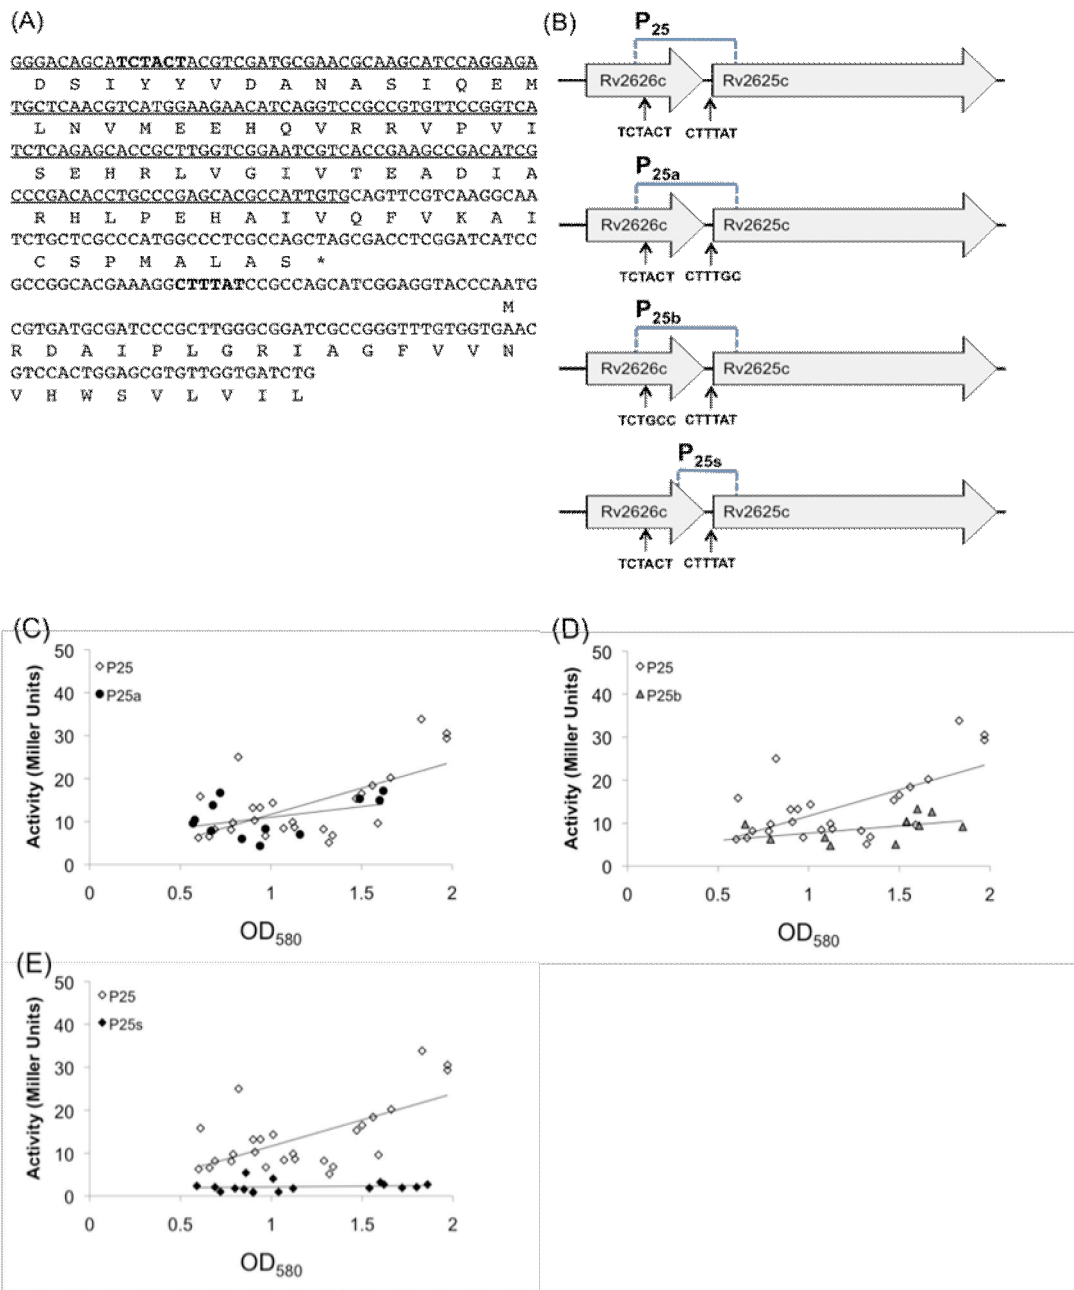 (A)
GGGACAGCATCTACTACGTCGATGCGAACGCAAGCATCCAGGAGA
D S I Y Y V D A N A S I Q E M
TGCTCAACGTCATGGAAGAACATCAGGTCCGCCGTGTTCCGGTCA
L N V M E E H Q V R R V P V I
TCTCAGAGCACCGCTTGGTCGGAATCGTCACCGAAGCCGACATCG
S E H R L V G I V T E A D I A
CCCGACACCTGCCCGAGCACGCCATTGTGCAGTTCGTCAAGGCAA
R H L P E H A I V Q F V K A I
TCTGCTCGCCCATGGCCCTCGCCAGCTAGCGACCTCGGATCATCC
C S P M A L A S *
GCCGGCACGAAAGGCTTTATCCGCCAGCATCGGAGGTACCCAATG
M
CGTGATGCGATCCCGCTTGGGCGGATCGCCGGGTTTGTGGTGAAC
R D A I P L G R I A G F V V N
GTCCACTGGAGCGTGTTGGTGATCTG
V H W S V L V I L
(B)
P25
Rv2626c Rv2625c
TCTACT CTTTAT
P25a
Rv2626c Rv2625c
TCTACT CTTTGC
P25b
Rv2626c Rv2625c
TCTGCC CTTTAT
P25s
Rv2626c Rv2625c
TCTACT CTTTAT
(C)
Activity (Miller Units)
50
40
30
20
10
0
P25
P25a
0 0.5 1 1.5 2
OD580
(D)
Activity (Miller Units)
50
40
30
20
10
0
P25
P25b
0 0.5 1 1.5 2
OD580
(E)
Activity (Miller Units)
50
40
30
20
10
0
P25
P25s
0 0.5 1 1.5 2
OD580